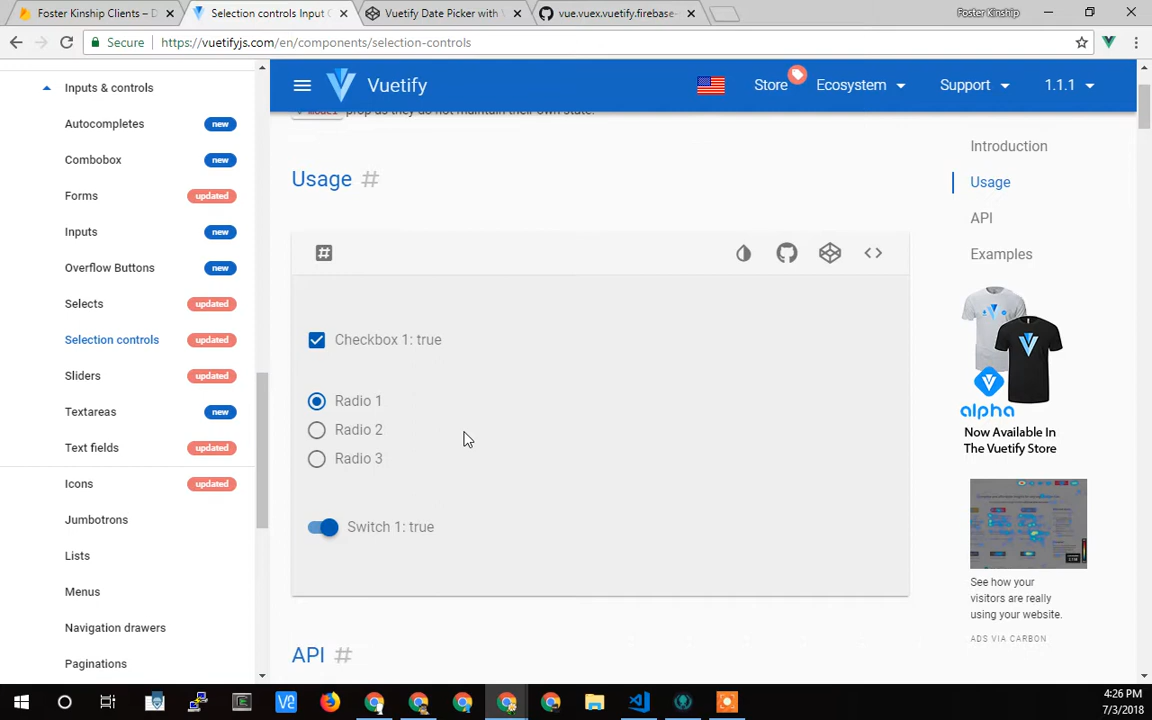 Foster Kinship Clients – D
Selection controls Input C
Vuetify Date Picker with V
vue.vuex.vuetify.firebase-
Foster Kinship
Secure
https://vuetifyjs.com/en/components/selection-controls
Inputs & controls
Autocompletes new
Combobox new
Forms updated
Inputs new
Overflow Buttons new
Selects updated
Selection controls updated
Sliders updated
Textareas new
Text fields updated
Icons updated
Jumbotrons
Lists
Menus
Navigation drawers
Paginations
Vuetify
Store
Ecosystem
Support
1.1.1
prop as they do not maintain their own state.
Usage #
Checkbox 1: true
Radio 1
Radio 2
Radio 3
Switch 1: true
API #
Introduction
Usage
API
Examples
alpha
Now Available In
The Vuetify Store
See how your
visitors are really
using your website.
ADS VIA CARBON
4:26 PM
7/3/2018